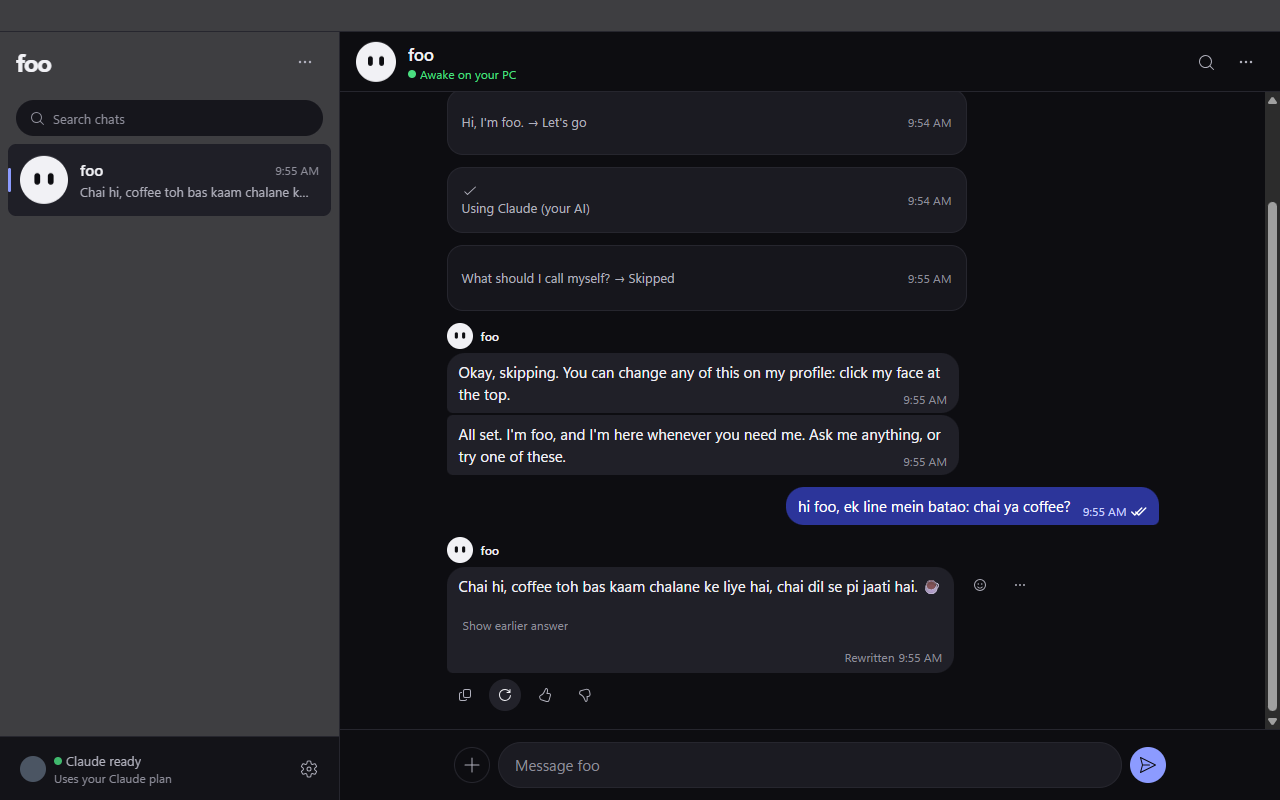 foo
Search chats
foo
9:55 AM
Chai hi, coffee toh bas kaam chalane k...
Claude ready
Uses your Claude plan
foo
Awake on your PC
Hi, I'm foo. → Let's go
9:54 AM
Using Claude (your AI)
9:54 AM
What should I call myself? → Skipped
9:55 AM
foo
Okay, skipping. You can change any of this on my profile: click my face at
the top.
9:55 AM
All set. I'm foo, and I'm here whenever you need me. Ask me anything, or
try one of these.
9:55 AM
hi foo, ek line mein batao: chai ya coffee?
9:55 AM
foo
Chai hi, coffee toh bas kaam chalane ke liye hai, chai dil se pi jaati hai.
Show earlier answer
Rewritten 9:55 AM
Message foo